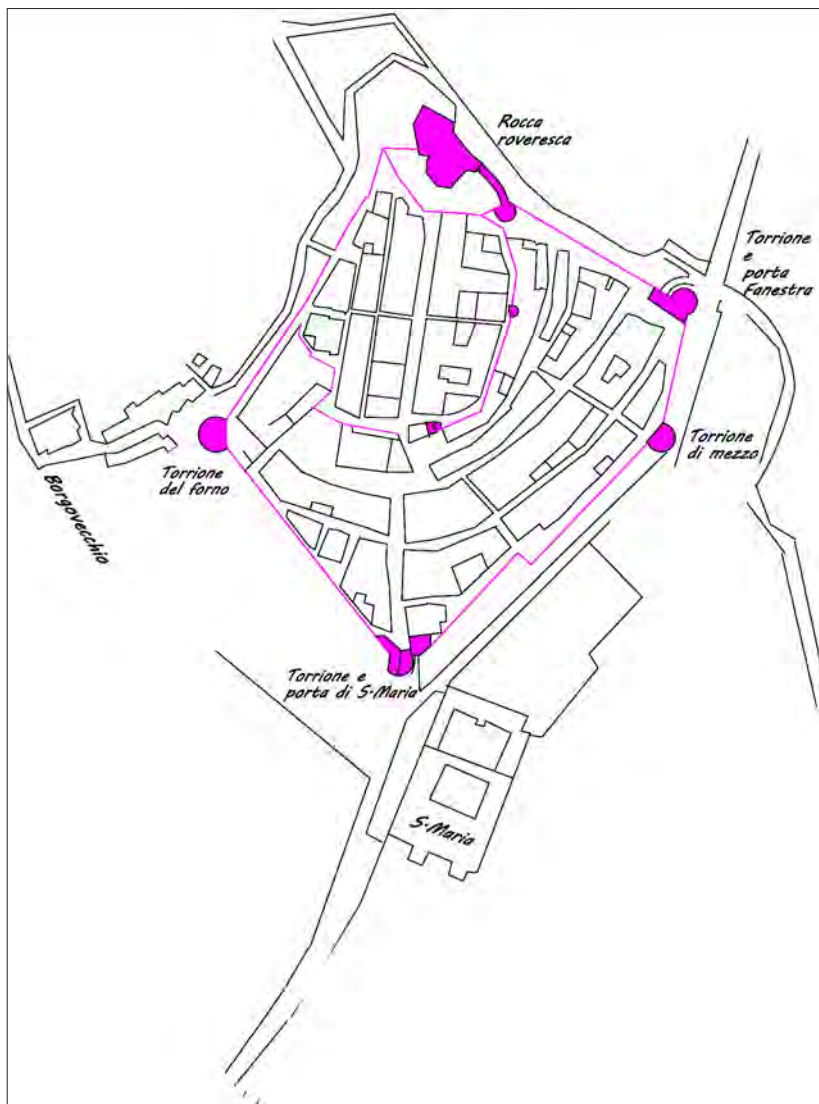 Rocca
roveresca
Torrione
e
porta
Fanestra
Torrione
di mezzo
Torrione
del forno
Borgovecchio
Torrione e
porta di S.Maria
S.Maria